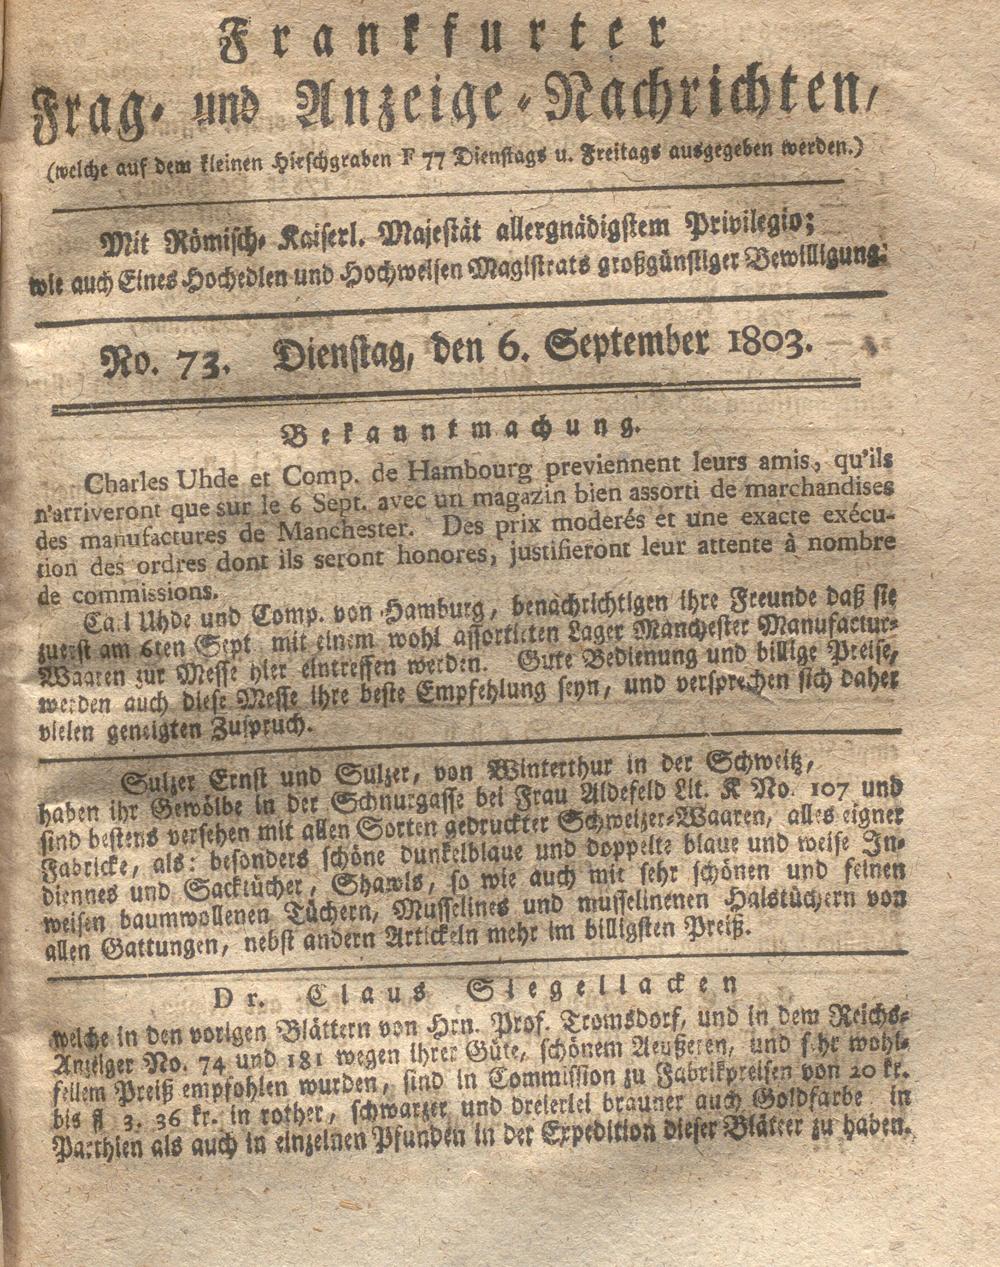 Frankfurter
Frag- und Anzeige-Nachrichten,
(welche auf dem kleinen Hirschgraben F 77 Dienstags u. Freitags ausgegeben werden.)
Mit Römisch- Kaiserl. Majestät allergnädigstem Privilegio;
wie auch Eines Hochedlen und Hochweisen Magistrats großgünstiger Bewilligung.
No. 73. Dienstag, den 6. September 1803.
Bekanntmachung.
Charles Uhde et Comp. de Hambourg previennent leurs amis, qu'ils
n'arriveront que sur le 6 Sept. avec un magazin bien assorti de marchandises
des manufactures de Manchester. Des prix moderés et une exacte exécu-
tion des ordres dont ils seront honores, justifieront leur attente à nombre
de commissions.
Carl Uhde und Comp. von Hamburg, benachrichtigen ihre Freunde daß sie
zuerst am 6ten Sept mit einem wohl assortirten Lager Manchester Manufactur-
Waaren zur Messe hier eintreffen werden. Gute Bedienung und billige Preise,
werden auch diese Messe ihre beste Empfehlung seyn, und versprechen sich daher
vielen geneigten Zuspruch.
Sulzer Ernst und Sulzer, von Winterthur in der Schweitz,
haben ihr Gewölbe in der Schnurgasse bei Frau Aldefeld Lit. K No. 107 und
sind bestens versehen mit allen Sorten gedruckter Schweizer-Waaren, alles eigner
Fabricke, als: besonders schöne dunkelblaue und doppelte blaue und weise In-
diennes und Sacktücher, Shawls, so wie auch mit sehr schönen und feinen
weisen baumwollenen Tüchern, Musselines und musselinenen Halstüchern von
allen Gattungen, nebst andern Artickeln mehr im billigsten Preiß.
Dr. Claus Siegellacken
welche in den vorigen Blättern von Hrn. Prof. Tromsdorf, und in dem Reichs-
Anzeiger No. 74 und 181 wegen ihrer Güte, schönem Aeußeren, und sehr wohl-
feilem Preiß empfohlen wurden, sind in Commission zu Fabrikpreisen von 20 kr.
bis fl 3. 36 kr. in rother, schwarzer und dreierlei brauner auch Goldfarbe in
Parthien als auch in einzelnen Pfunden in der Expedition dieser Blätter zu haben.